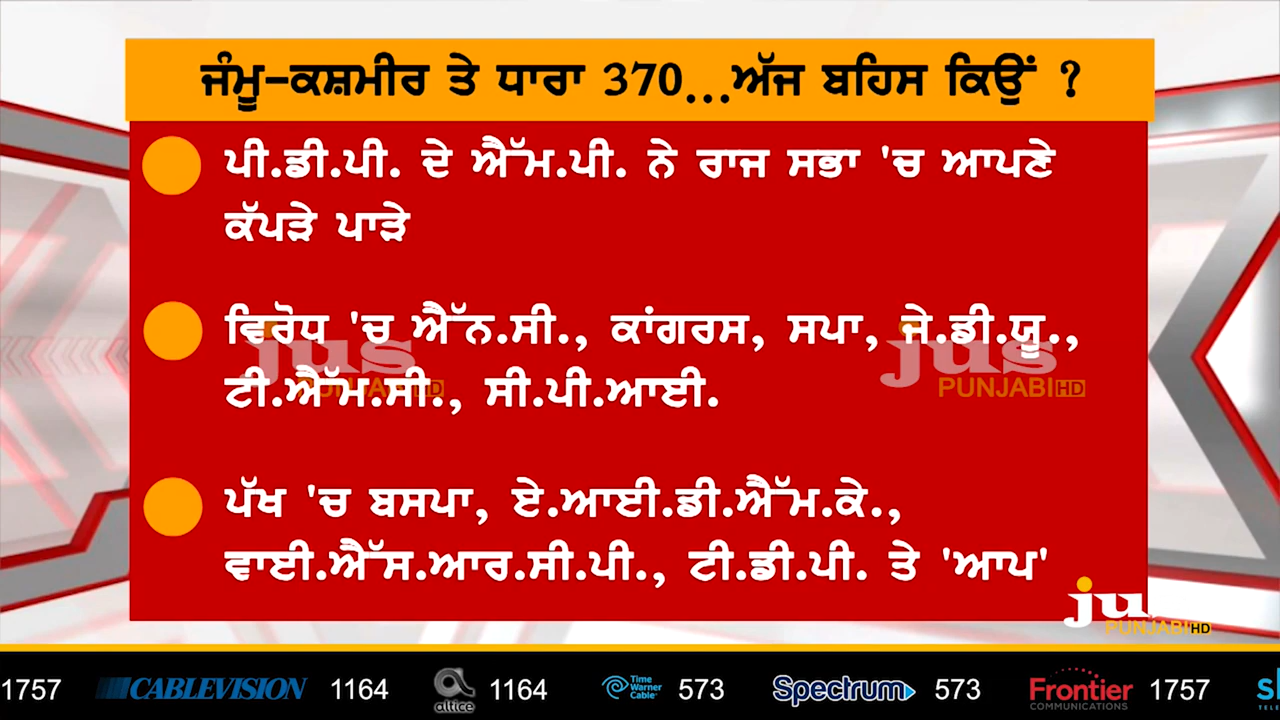 ਜੰਮੂ-ਕਸ਼ਮੀਰ ਤੇ ਧਾਰਾ 370...ਅੱਜ ਬਹਿਸ ਕਿਉਂ ?
ਪੀ.ਡੀ.ਪੀ. ਦੇ ਐੱਮ.ਪੀ. ਨੇ ਰਾਜ ਸਭਾ 'ਚ ਆਪਣੇ
ਕੱਪੜੇ ਪਾੜੇ
ਵਿਰੋਧ 'ਚ ਐੱਨ.ਸੀ., ਕਾਂਗਰਸ, ਸਪਾ, ਜੇ.ਡੀ.ਯੂ.,
ਟੀ.ਐੱਮ.ਸੀ., ਸੀ.ਪੀ.ਆਈ.
jus PUNJABI HD
jus PUNJABI HD
ਪੱਖ 'ਚ ਬਸਪਾ, ਏ.ਆਈ.ਡੀ.ਐੱਮ.ਕੇ.,
ਵਾਈ.ਐੱਸ.ਆਰ.ਸੀ.ਪੀ., ਟੀ.ਡੀ.ਪੀ. ਤੇ 'ਆਪ'
jus PUNJABI HD
1757 CABLEVISION 1164 altice 1164 Time Warner Cable 573 Spectrum 573 Frontier COMMUNICATIONS 1757